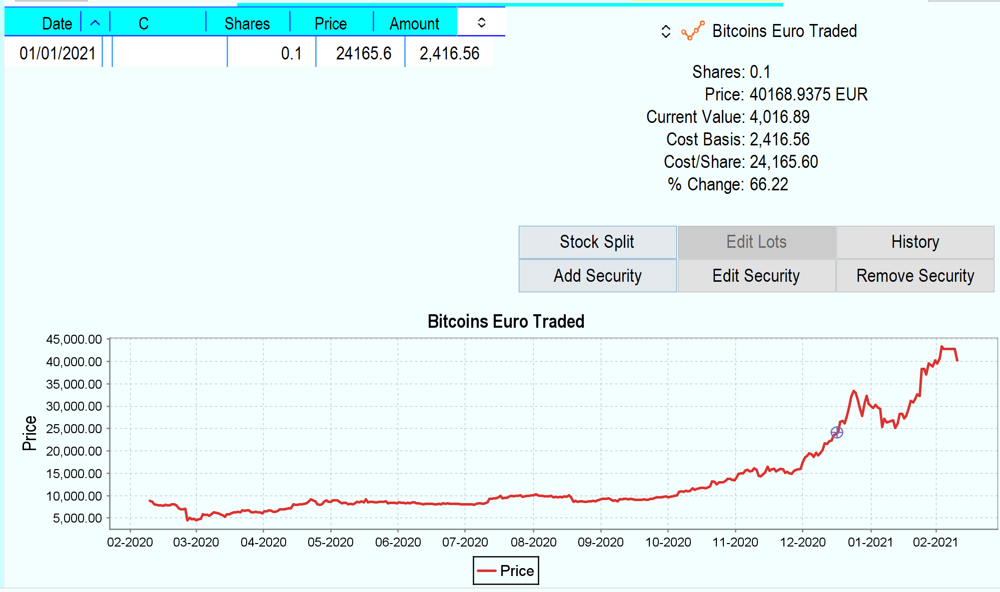 Date C Shares Price Amount
01/01/2021 0.1 24165.6 2,416.56
Bitcoins Euro Traded
Shares: 0.1
Price: 40168.9375 EUR
Current Value: 4,016.89
Cost Basis: 2,416.56
Cost/Share: 24,165.60
% Change: 66.22
Stock Split Edit Lots History
Add Security Edit Security Remove Security
Bitcoins Euro Traded
45,000.00
40,000.00
35,000.00
30,000.00
25,000.00
20,000.00
15,000.00
10,000.00
5,000.00
Price
02-2020 03-2020 04-2020 05-2020 06-2020 07-2020 08-2020 09-2020 10-2020 11-2020 12-2020 01-2021 02-2021
Price